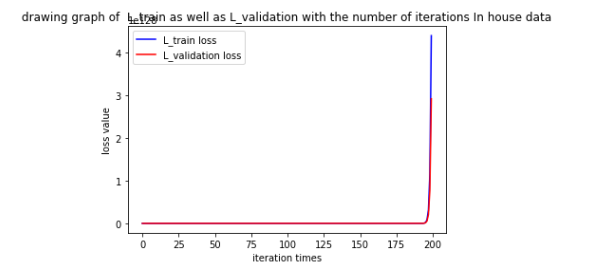 drawing graph of L_train as well as L_validation with the number of iterations In house data
L_train loss
L_validation loss
loss value
4
3
2
1
0
0 25 50 75 100 125 150 175 200
iteration times